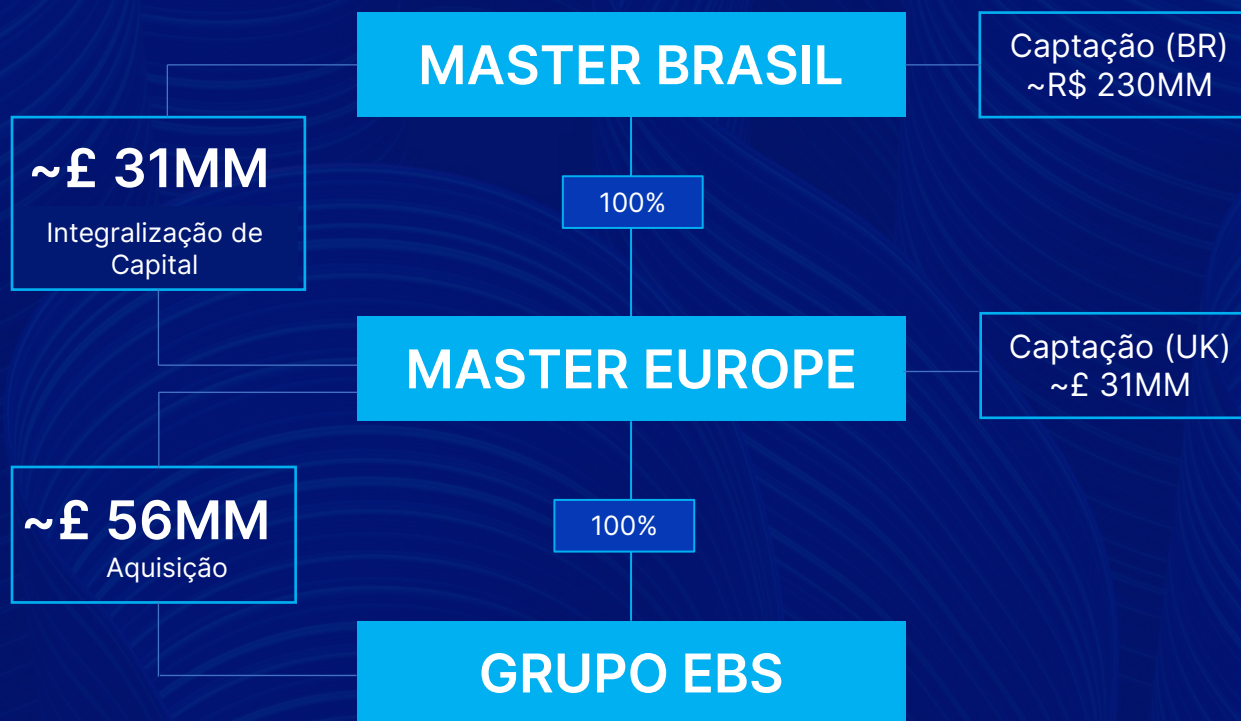 MASTER BRASIL
Captação (BR)
~R$ 230MM
~£ 31MM
Integralização de
Capital
100%
MASTER EUROPE
Captação (UK)
~£ 31MM
~£ 56MM
Aquisição
100%
GRUPO EBS